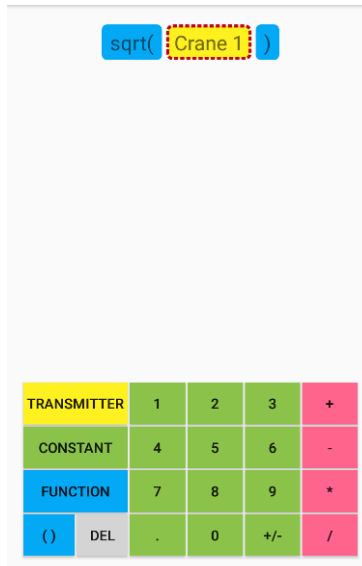 sqrt( Crane 1 )
TRANSMITTER 1 2 3 +
CONSTANT 4 5 6 -
FUNCTION 7 8 9 *
( ) DEL . 0 +/- /